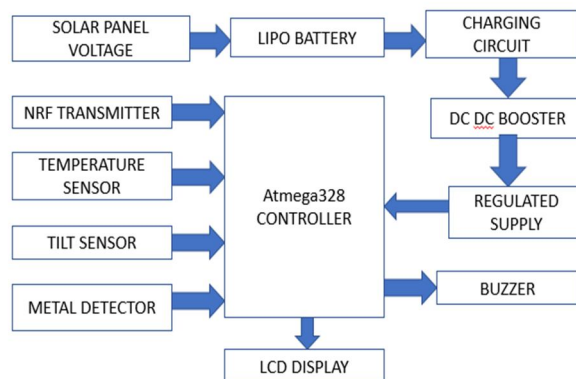 SOLAR PANEL
VOLTAGE
LIPO BATTERY
CHARGING
CIRCUIT
NRF TRANSMITTER
DC DC BOOSTER
TEMPERATURE
SENSOR
Atmega328
CONTROLLER
REGULATED
SUPPLY
TILT SENSOR
METAL DETECTOR
BUZZER
LCD DISPLAY